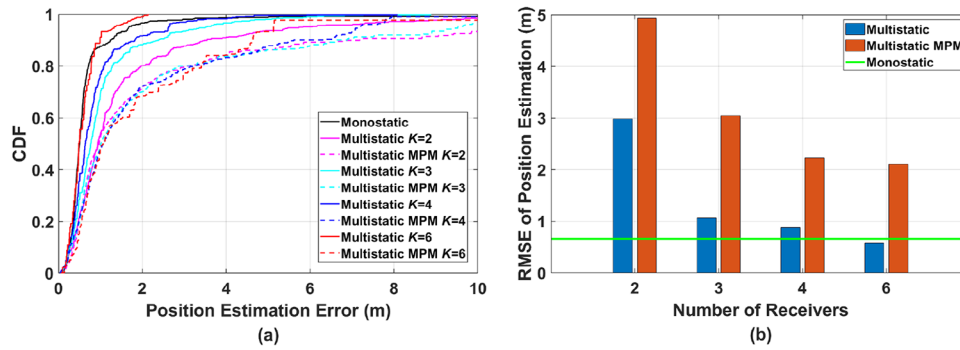 1
0.8
0.6
0.4
0.2
0
CDF
0 2 4 6 8 10
Position Estimation Error (m)
(a)
Monostatic
Multistatic K=2
Multistatic MPM K=2
Multistatic K=3
Multistatic MPM K=3
Multistatic K=4
Multistatic MPM K=4
Multistatic K=6
Multistatic MPM K=6
5
4
3
2
1
0
RMSE of Position Estimation (m)
2 3 4 6
Number of Receivers
(b)
Multistatic
Multistatic MPM
Monostatic